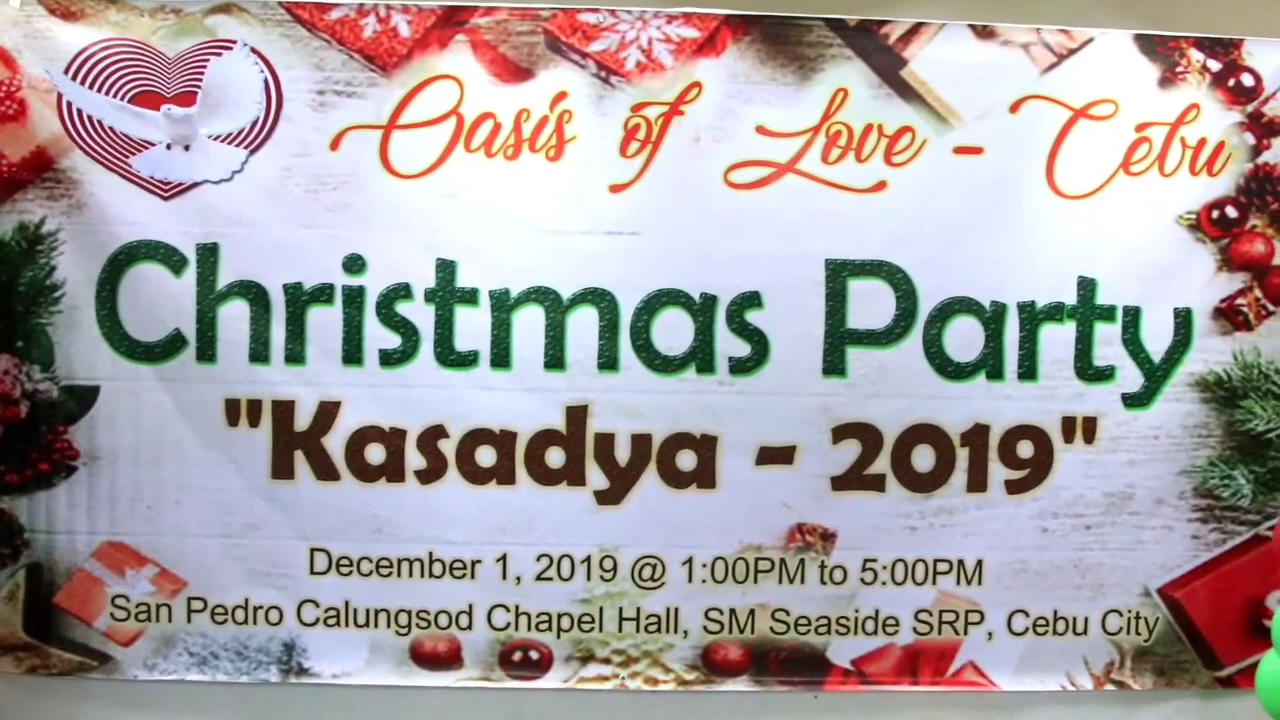 Oasis of Love - Cebu
Christmas Party
"Kasadya - 2019"
December 1, 2019 @ 1:00PM to 5:00PM
San Pedro Calungsod Chapel Hall, SM Seaside SRP, Cebu City